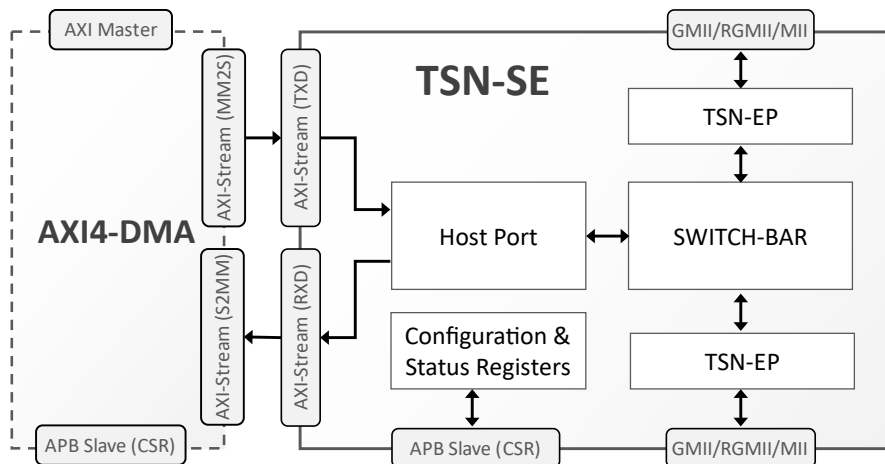 AXI Master
GMII/RGMII/MII
TSN-SE
AXI-Stream (MM2S)
AXI-Stream (TXD)
TSN-EP
AXI4-DMA
Host Port
SWITCH-BAR
AXI-Stream (S2MM)
AXI-Stream (RXD)
Configuration &
Status Registers
TSN-EP
APB Slave (CSR)
APB Slave (CSR)
GMII/RGMII/MII